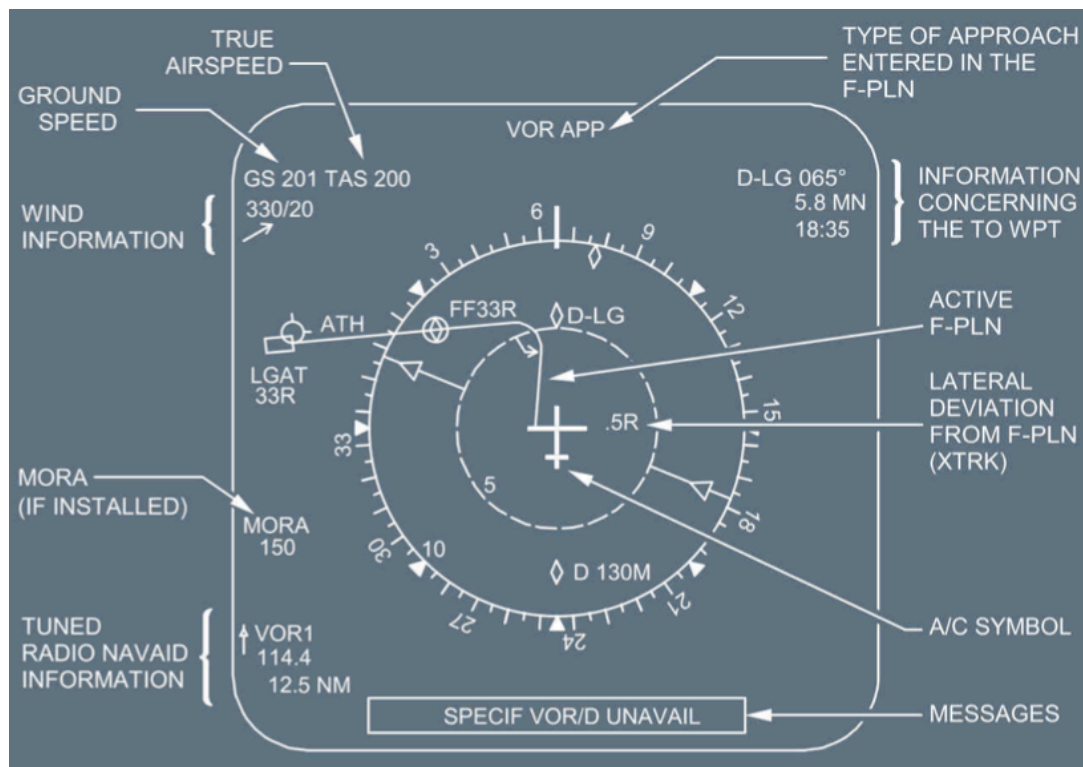 TRUE
AIRSPEED
TYPE OF APPROACH
ENTERED IN THE
F-PLN
GROUND
SPEED
VOR APP
GS 201 TAS 200
330/20
WIND
INFORMATION
D-LG 065°
5.8 MN
18:35
INFORMATION
CONCERNING
THE TO WPT
6
9
3
12
FF33R
D-LG
ATH
LGAT
33R
ACTIVE
F-PLN
LATERAL
DEVIATION
FROM F-PLN
(XTRK)
15
.5R
33
5
MORA
(IF INSTALLED)
MORA
150
18
30
10
D 130M
21
27
24
TUNED
RADIO NAVAID
INFORMATION
VOR1
114.4
12.5 NM
A/C SYMBOL
SPECIF VOR/D UNAVAIL
MESSAGES